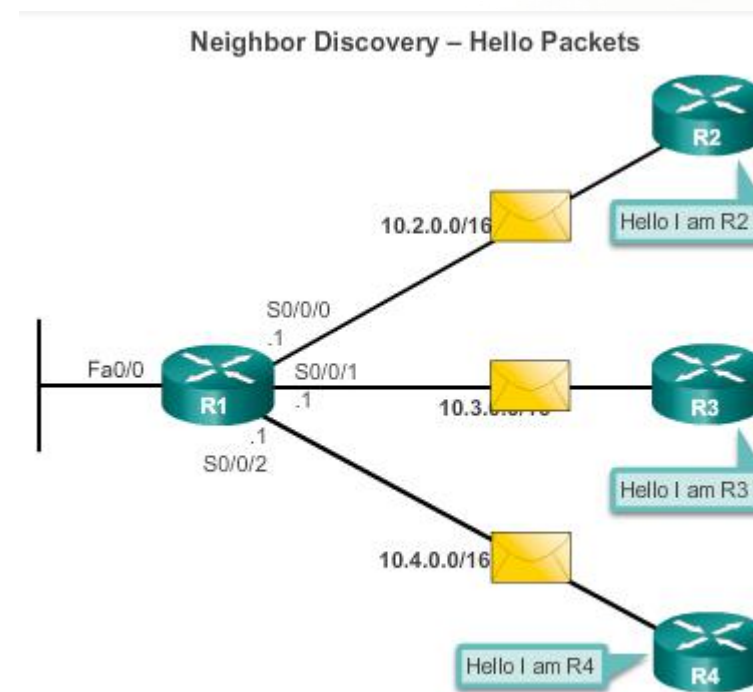 Neighbor Discovery – Hello Packets
R2
Hello I am R2
10.2.0.0/16
S0/0/0
.1
Fa0/0
R1
S0/0/1
.1
10.3.
R3
.1
S0/0/2
Hello I am R3
10.4.0.0/16
Hello I am R4
R4